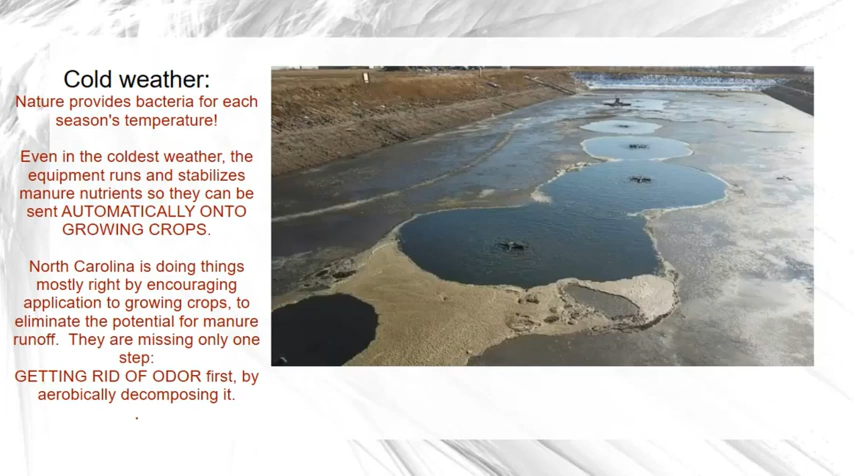 Cold weather:
Nature provides bacteria for each
season's temperature!
Even in the coldest weather, the
equipment runs and stabilizes
manure nutrients so they can be
sent AUTOMATICALLY ONTO
GROWING CROPS.
North Carolina is doing things
mostly right by encouraging
application to growing crops, to
eliminate the potential for manure
runoff. They are missing only one
step:
GETTING RID OF ODOR first, by
aerobically decomposing it.
.